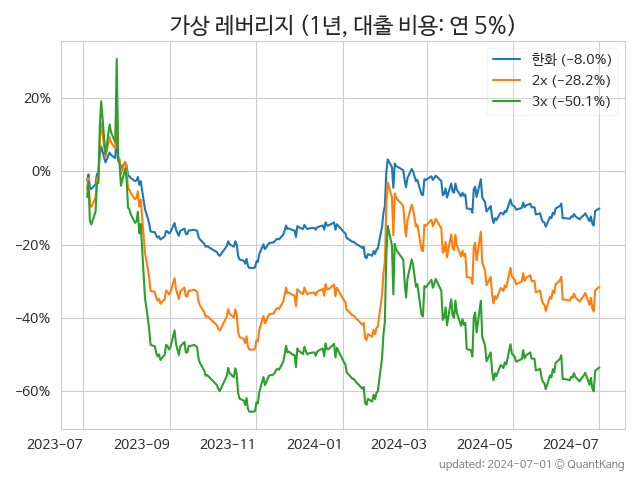 가상 레버리지 (1년, 대출 비용: 연 5%)
한화 (−8.0%)
2x (−28.2%)
3x (−50.1%)
20%
0%
−20%
−40%
−60%
2023-07 2023-09 2023-11 2024-01 2024-03 2024-05 2024-07
updated: 2024-07-01 © QuantKang